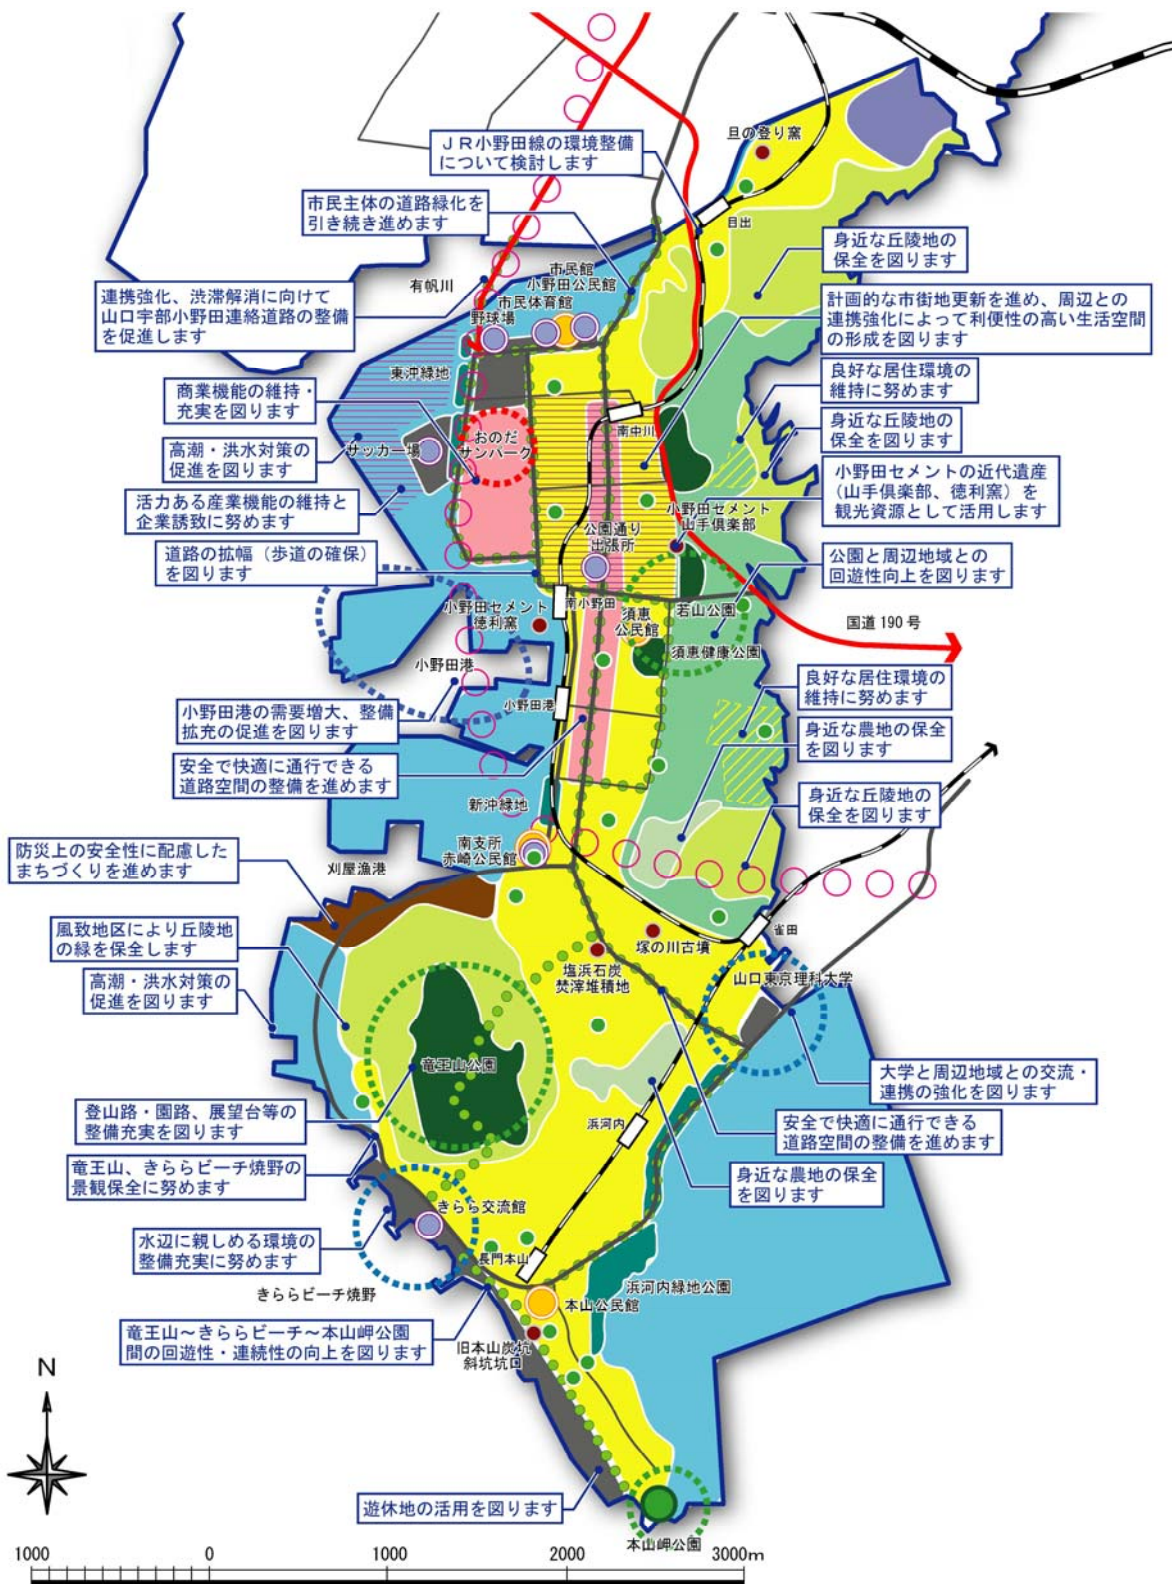 旦の登り窯
ＪＲ小野田線の環境整備
について検討します
市民主体の道路緑化を
引き続き進めます
目出
身近な丘陵地の
保全を図ります
有帆川
市民館
小野田公民館
市民体育館
野球場
連携強化、渋滞解消に向けて
山口宇部小野田連絡道路の整備
を促進します
計画的な市街地更新を進め、周辺との
連携強化によって利便性の高い生活空間
の形成を図ります
東沖緑地
商業機能の維持・
充実を図ります
良好な居住環境の
維持に努めます
おのだ
サンパーク
南中川
サッカー場
高潮・洪水対策の
促進を図ります
身近な丘陵地の
保全を図ります
小野田セメントの近代遺産
（山手倶楽部、徳利窯）を
観光資源として活用します
活力ある産業機能の維持と
企業誘致に努めます
小野田セメント
山手倶楽部
公園通り
出張所
道路の拡幅（歩道の確保）
を図ります
公園と周辺地域との
回遊性向上を図ります
小野田セメント
徳利窯
南小野田
須恵
公民館
若山公園
国道190号
須恵健康公園
小野田港
小野田港
良好な居住環境の
維持に努めます
小野田港の需要増大、整備
拡充の促進を図ります
身近な農地の保全
を図ります
安全で快適に通行できる
道路空間の整備を進めます
身近な丘陵地の
保全を図ります
新沖緑地
南支所
赤崎公民館
防災上の安全性に配慮した
まちづくりを進めます
刈屋漁港
風致地区により丘陵地
の緑を保全します
雀田
塚の川古墳
塩浜石炭
焚滓堆積地
山口東京理科大学
高潮・洪水対策の
促進を図ります
竜王山公園
大学と周辺地域との交流・
連携の強化を図ります
登山路・園路、展望台等の
整備充実を図ります
浜河内
安全で快適に通行できる
道路空間の整備を進めます
竜王山、きららビーチ焼野の
景観保全に努めます
身近な農地の保全
を図ります
きらら交流館
水辺に親しめる環境の
整備充実に努めます
長門本山
きららビーチ焼野
浜河内緑地公園
本山公民館
竜王山～きららビーチ～本山岬公園
間の回遊性・連続性の向上を図ります
旧本山炭坑
斜坑坑口
N
遊休地の活用を図ります
本山岬公園
1000 0 1000 2000 3000m